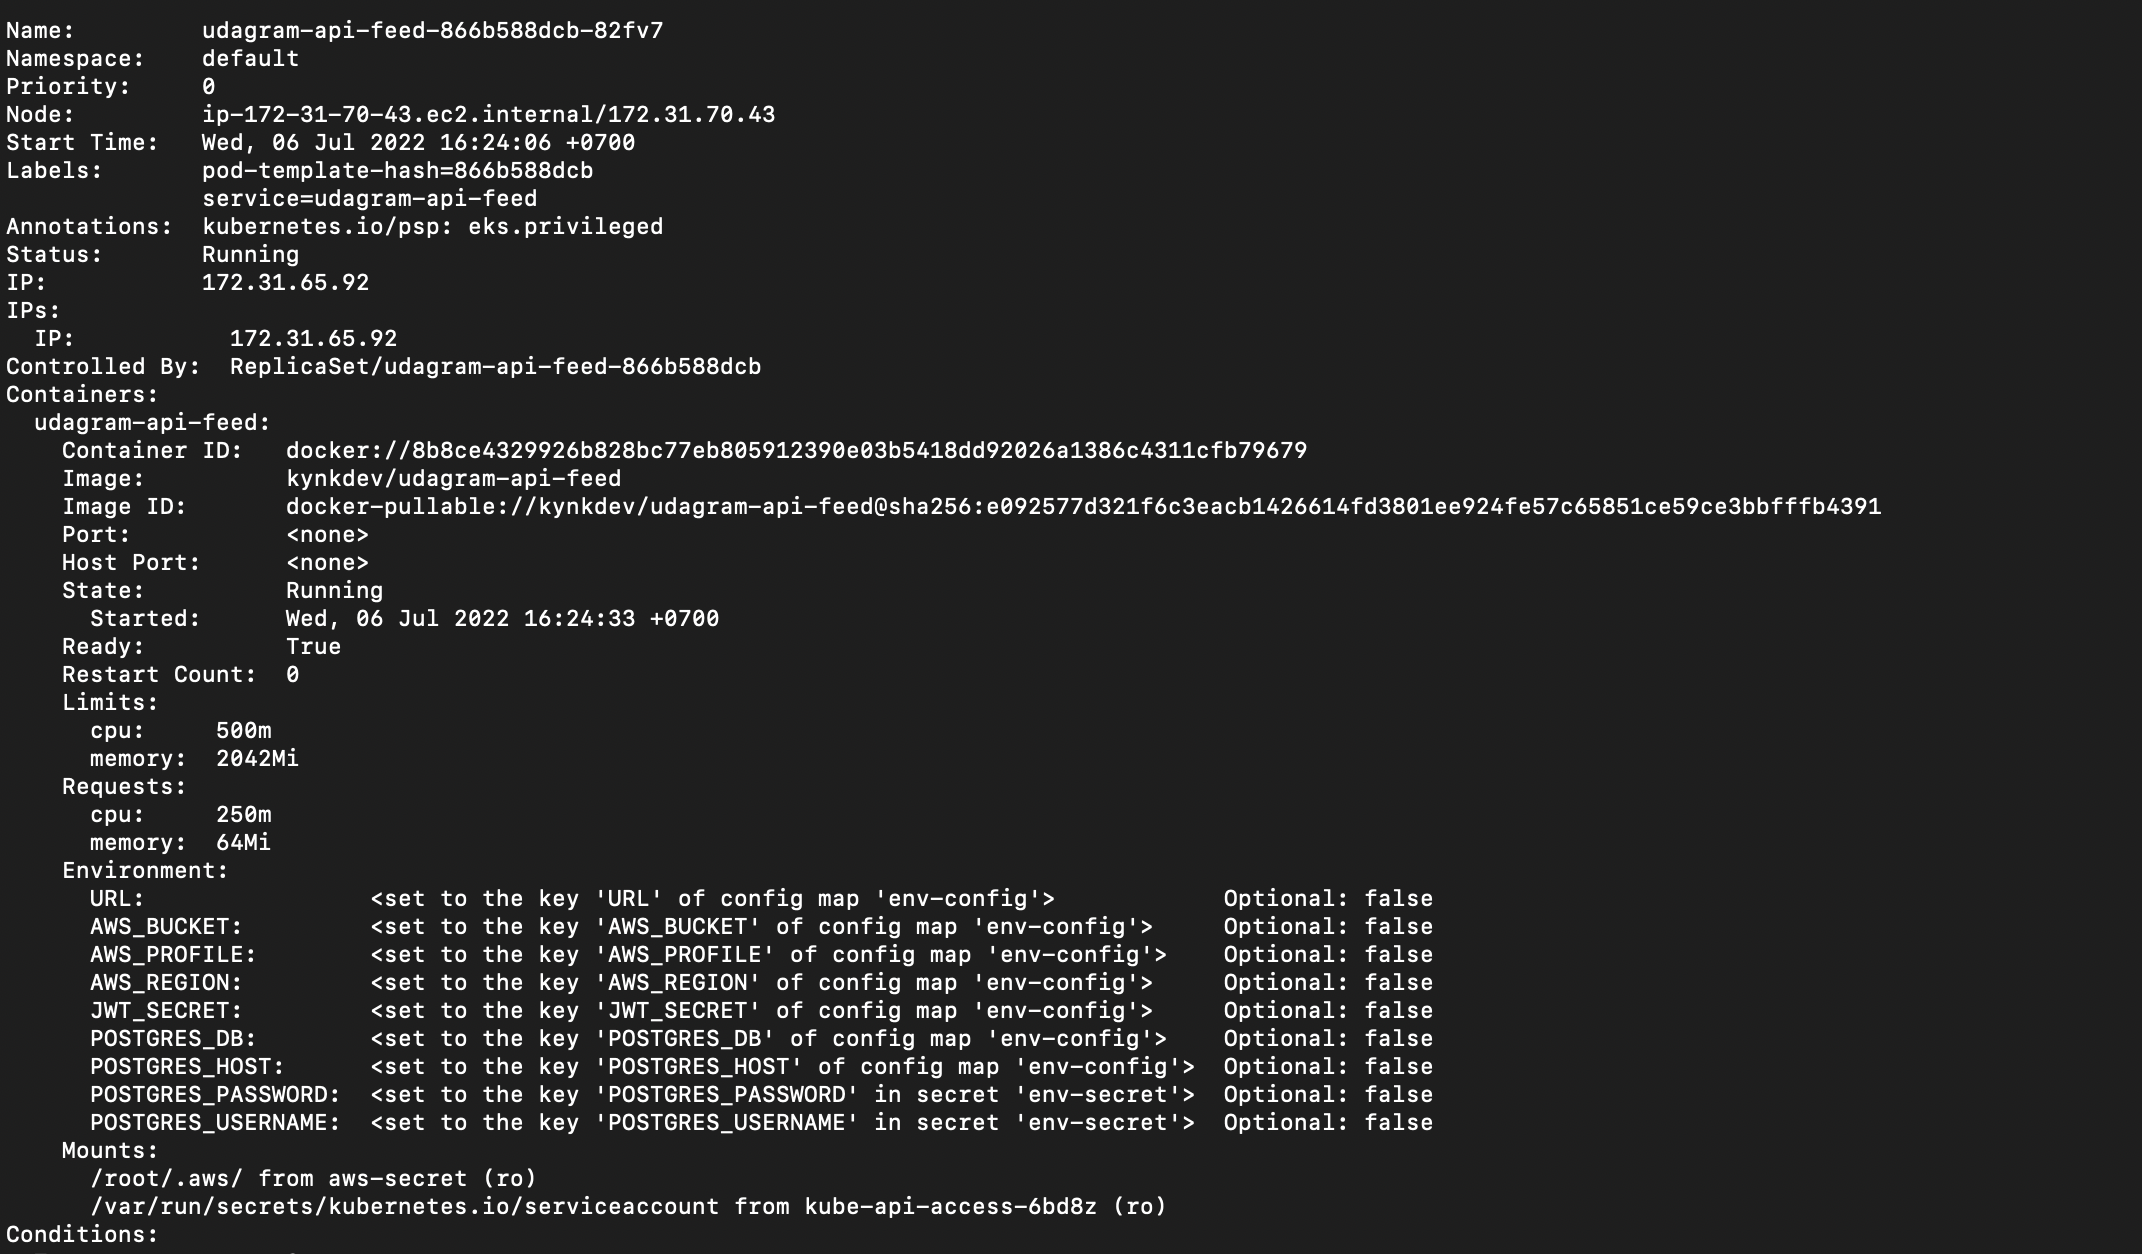 Name:         udagram-api-feed-866b588dcb-82fv7
Namespace:    default
Priority:     0
Node:         ip-172-31-70-43.ec2.internal/172.31.70.43
Start Time:   Wed, 06 Jul 2022 16:24:06 +0700
Labels:       pod-template-hash=866b588dcb
              service=udagram-api-feed
Annotations:  kubernetes.io/psp: eks.privileged
Status:       Running
IP:           172.31.65.92
IPs:
  IP:           172.31.65.92
Controlled By:  ReplicaSet/udagram-api-feed-866b588dcb
Containers:
  udagram-api-feed:
    Container ID:   docker://8b8ce4329926b828bc77eb805912390e03b5418dd92026a1386c4311cfb79679
    Image:          kynkdev/udagram-api-feed
    Image ID:       docker-pullable://kynkdev/udagram-api-feed@sha256:e092577d321f6c3eacb1426614fd3801ee924fe57c65851ce59ce3bbfffb4391
    Port:           <none>
    Host Port:      <none>
    State:          Running
      Started:      Wed, 06 Jul 2022 16:24:33 +0700
    Ready:          True
    Restart Count:  0
    Limits:
      cpu:     500m
      memory:  2042Mi
    Requests:
      cpu:     250m
      memory:  64Mi
    Environment:
      URL:                <set to the key 'URL' of config map 'env-config'>            Optional: false
      AWS_BUCKET:         <set to the key 'AWS_BUCKET' of config map 'env-config'>     Optional: false
      AWS_PROFILE:        <set to the key 'AWS_PROFILE' of config map 'env-config'>    Optional: false
      AWS_REGION:         <set to the key 'AWS_REGION' of config map 'env-config'>     Optional: false
      JWT_SECRET:         <set to the key 'JWT_SECRET' of config map 'env-config'>     Optional: false
      POSTGRES_DB:        <set to the key 'POSTGRES_DB' of config map 'env-config'>    Optional: false
      POSTGRES_HOST:      <set to the key 'POSTGRES_HOST' of config map 'env-config'>  Optional: false
      POSTGRES_PASSWORD:  <set to the key 'POSTGRES_PASSWORD' in secret 'env-secret'>  Optional: false
      POSTGRES_USERNAME:  <set to the key 'POSTGRES_USERNAME' in secret 'env-secret'>  Optional: false
    Mounts:
      /root/.aws/ from aws-secret (ro)
      /var/run/secrets/kubernetes.io/serviceaccount from kube-api-access-6bd8z (ro)
Conditions: